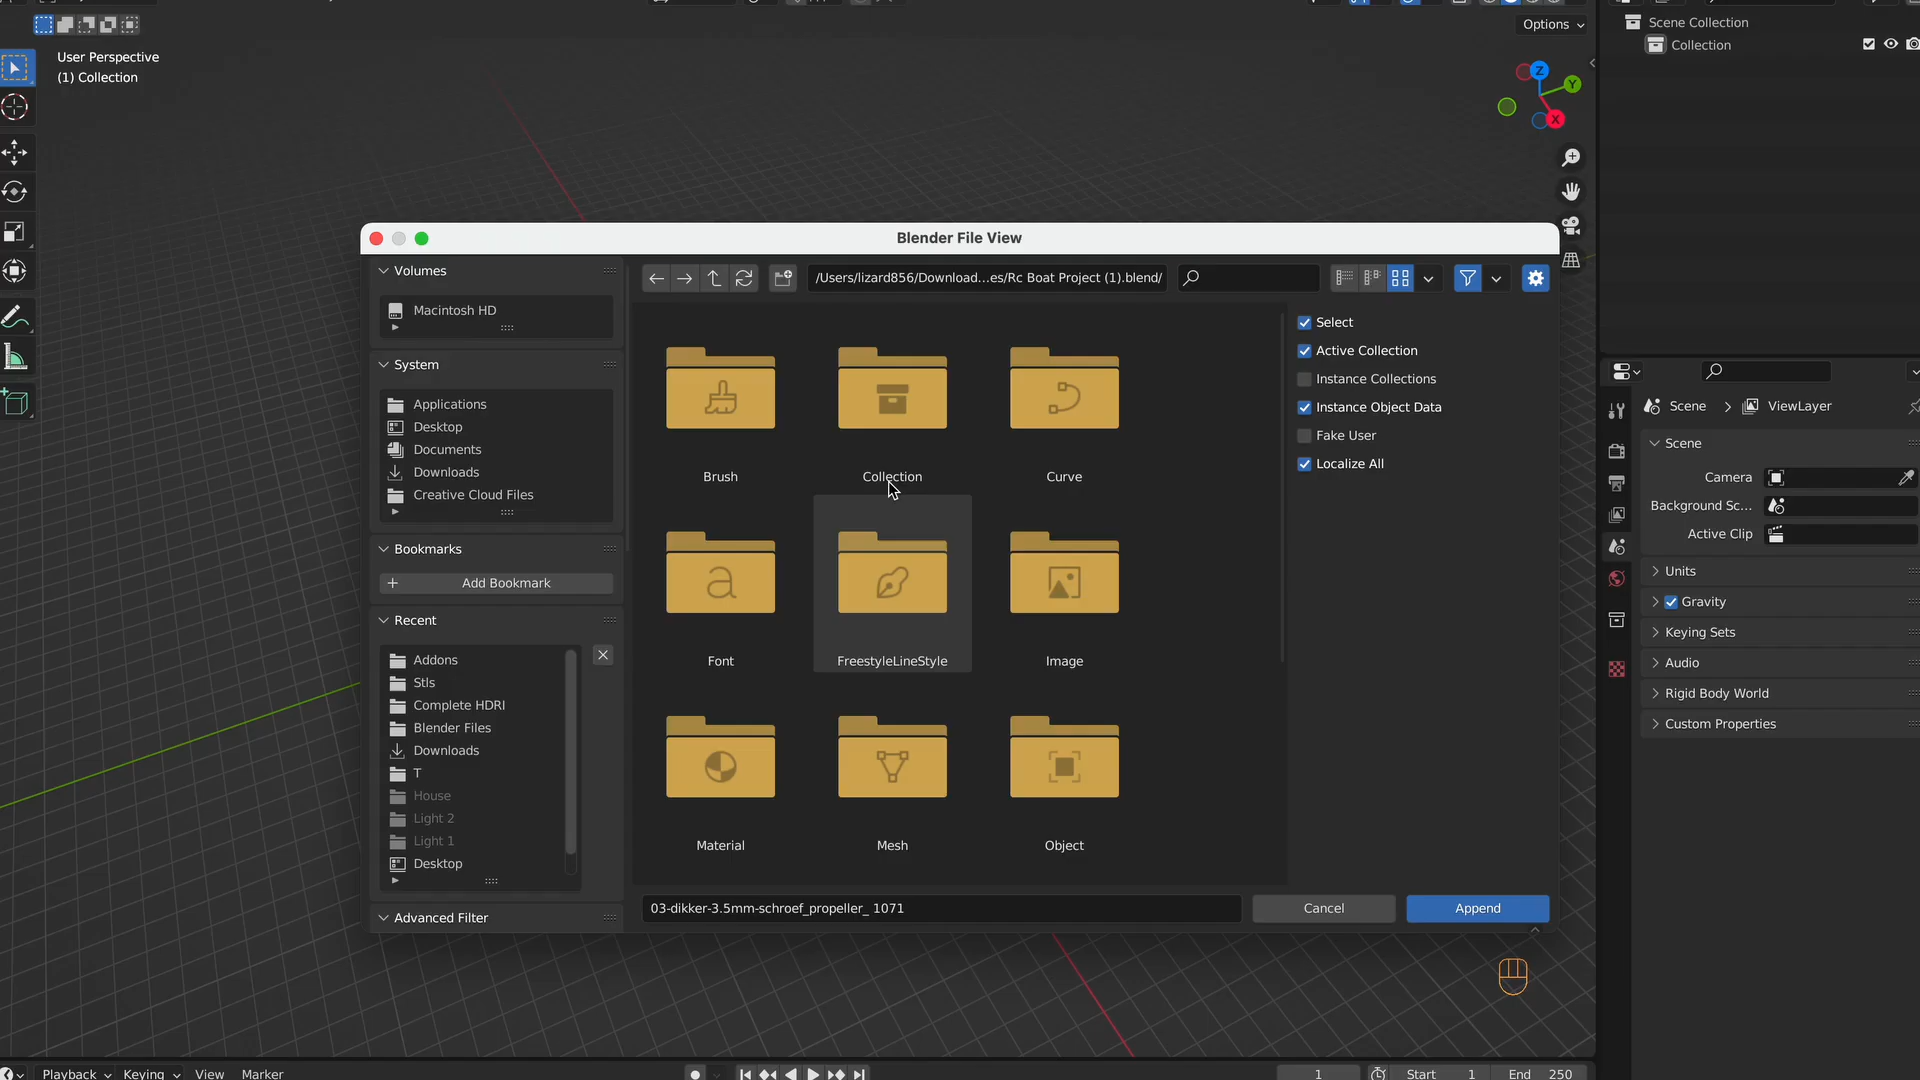 Options
User Perspective
(1) Collection
Z
Y
X
Scene Collection
Collection
Blender File View
Volumes
Macintosh HD
System
Applications
Desktop
Documents
Downloads
Creative Cloud Files
Bookmarks
Add Bookmark
Recent
Addons
Stls
Complete HDRI
Blender Files
Downloads
T
House
Light 2
Light 1
Desktop
Advanced Filter
/Users/lizard856/Download...es/Rc Boat Project (1).blend/
Brush
Collection
Curve
Font
FreestyleLineStyle
Image
Material
Mesh
Object
Select
Active Collection
Instance Collections
Instance Object Data
Fake User
Localize All
03-dikker-3.5mm-schroef_propeller_ 1071
Cancel
Append
Scene
ViewLayer
Scene
Camera
Background Sc...
Active Clip
Units
Gravity
Keying Sets
Audio
Rigid Body World
Custom Properties
Playback
Keying
View
Marker
1
Start 1
End 250